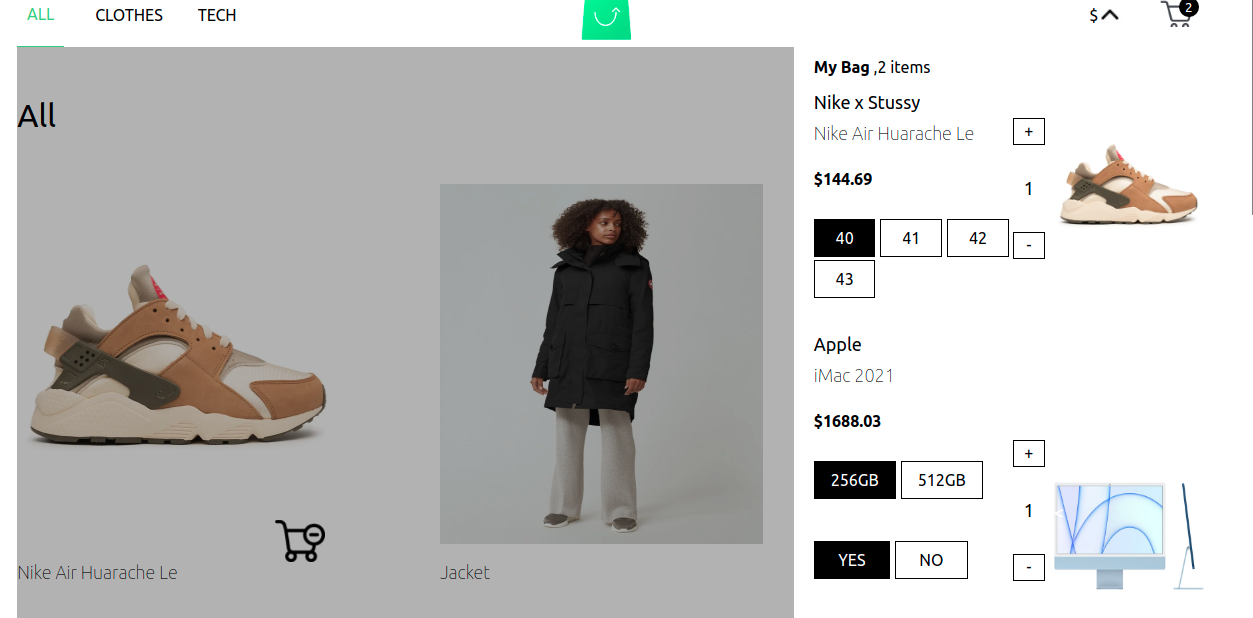 ALL CLOTHES TECH $ 2
All
Nike Air Huarache Le Jacket
My Bag ,2 items
Nike x Stussy
Nike Air Huarache Le
+
$144.69
1
40 41 42
-
43
Apple
iMac 2021
$1688.03
+
256GB 512GB
1
YES NO
-